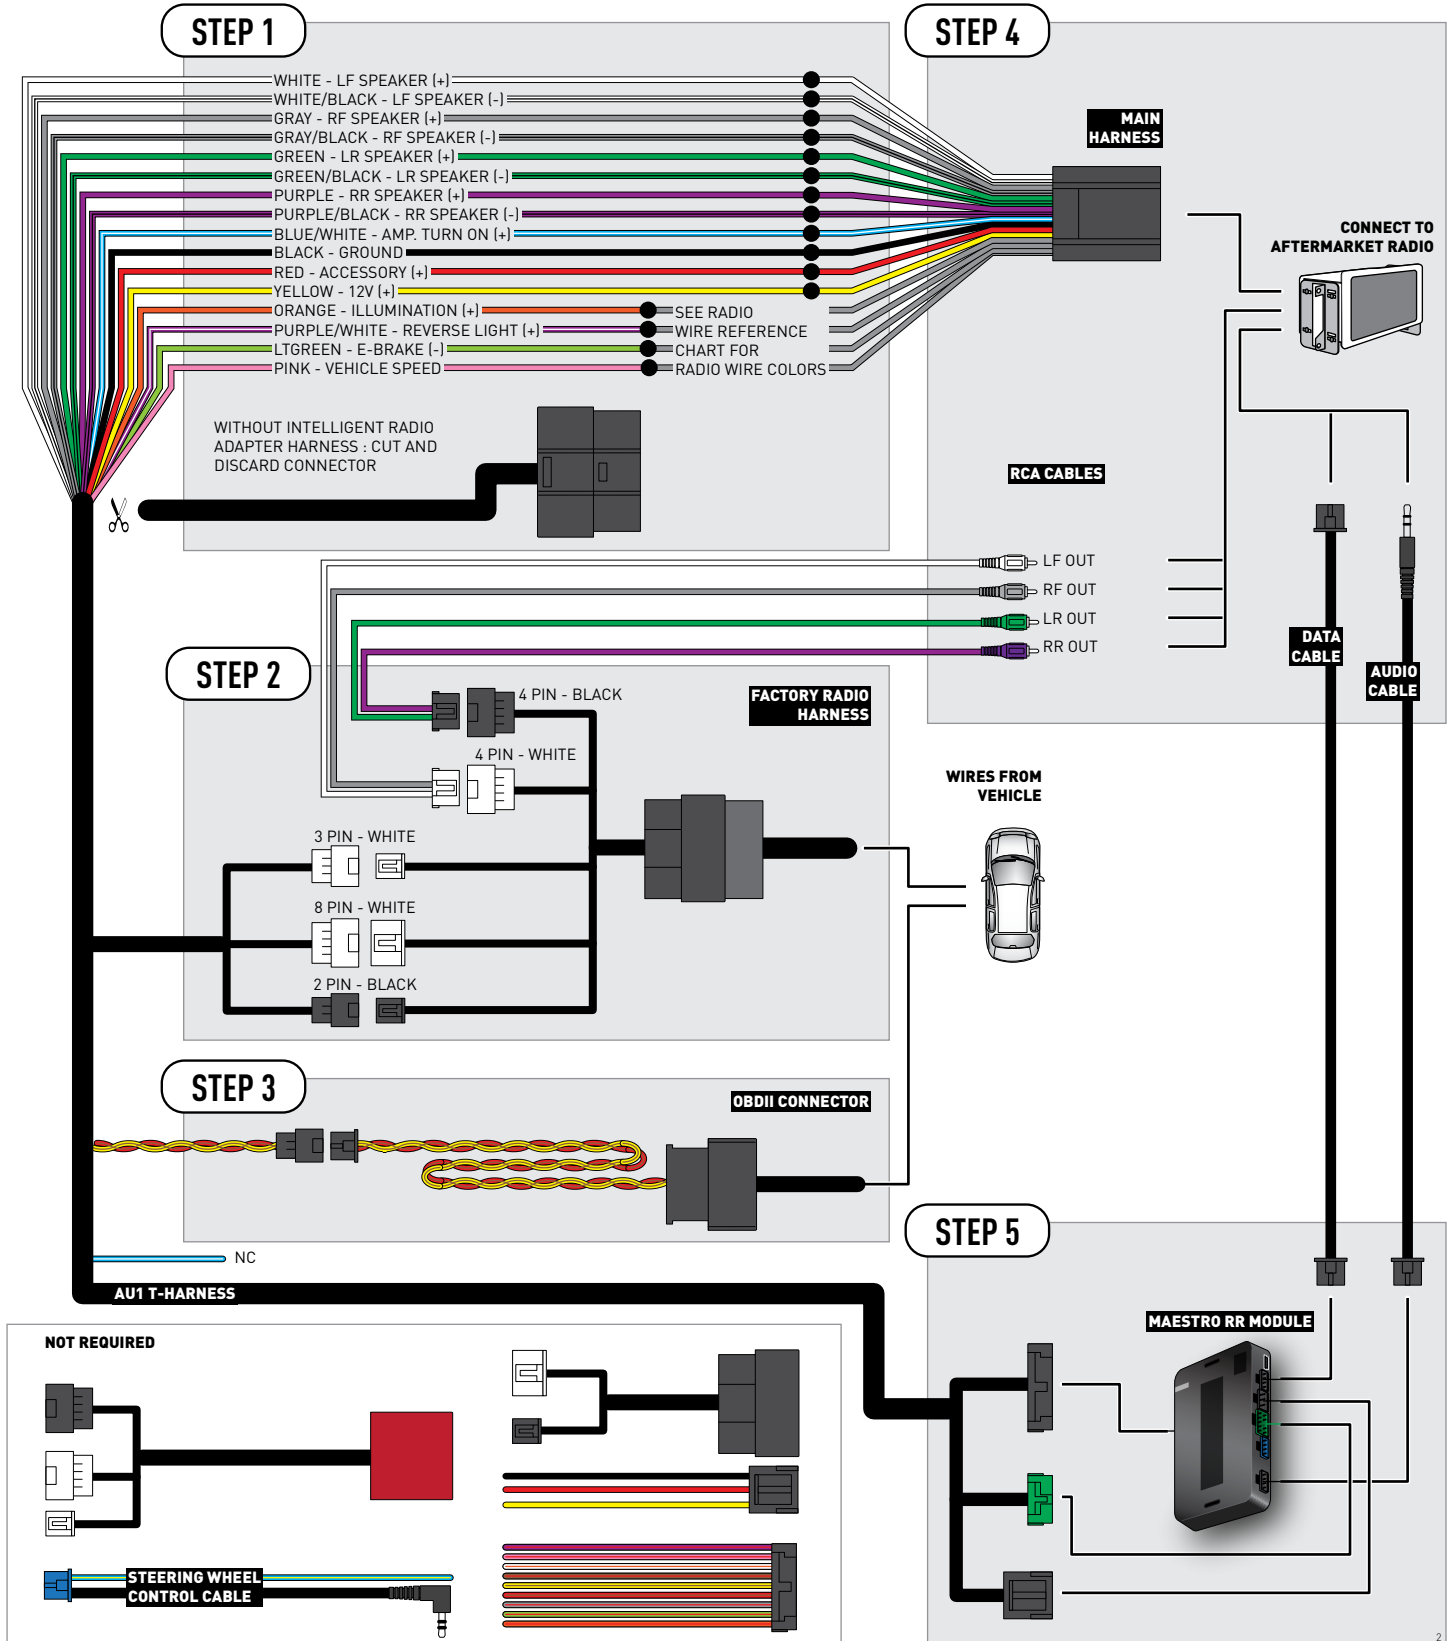 STEP 1
WHITE - LF SPEAKER (+)
WHITE/BLACK - LF SPEAKER (-)
GRAY - RF SPEAKER (+)
GRAY/BLACK - RF SPEAKER (-)
GREEN - LR SPEAKER (+)
GREEN/BLACK - LR SPEAKER (-)
PURPLE - RR SPEAKER (+)
PURPLE/BLACK - RR SPEAKER (-)
BLUE/WHITE - AMP. TURN ON (+)
BLACK - GROUND
RED - ACCESSORY (+)
YELLOW - 12V (+)
ORANGE - ILLUMINATION (+)
PURPLE/WHITE - REVERSE LIGHT (+)
LTGREEN - E-BRAKE (-)
PINK - VEHICLE SPEED
SEE RADIO
WIRE REFERENCE
CHART FOR
RADIO WIRE COLORS
WITHOUT INTELLIGENT RADIO
ADAPTER HARNESS : CUT AND
DISCARD CONNECTOR
STEP 4
MAIN
HARNESS
CONNECT TO
AFTERMARKET RADIO
RCA CABLES
LF OUT
RF OUT
LR OUT
RR OUT
DATA
CABLE
AUDIO
CABLE
STEP 2
FACTORY RADIO
HARNESS
4 PIN - BLACK
4 PIN - WHITE
3 PIN - WHITE
8 PIN - WHITE
2 PIN - BLACK
WIRES FROM
VEHICLE
STEP 3
OBDII CONNECTOR
NC
AU1 T-HARNESS
STEP 5
MAESTRO RR MODULE
NOT REQUIRED
STEERING WHEEL
CONTROL CABLE
2